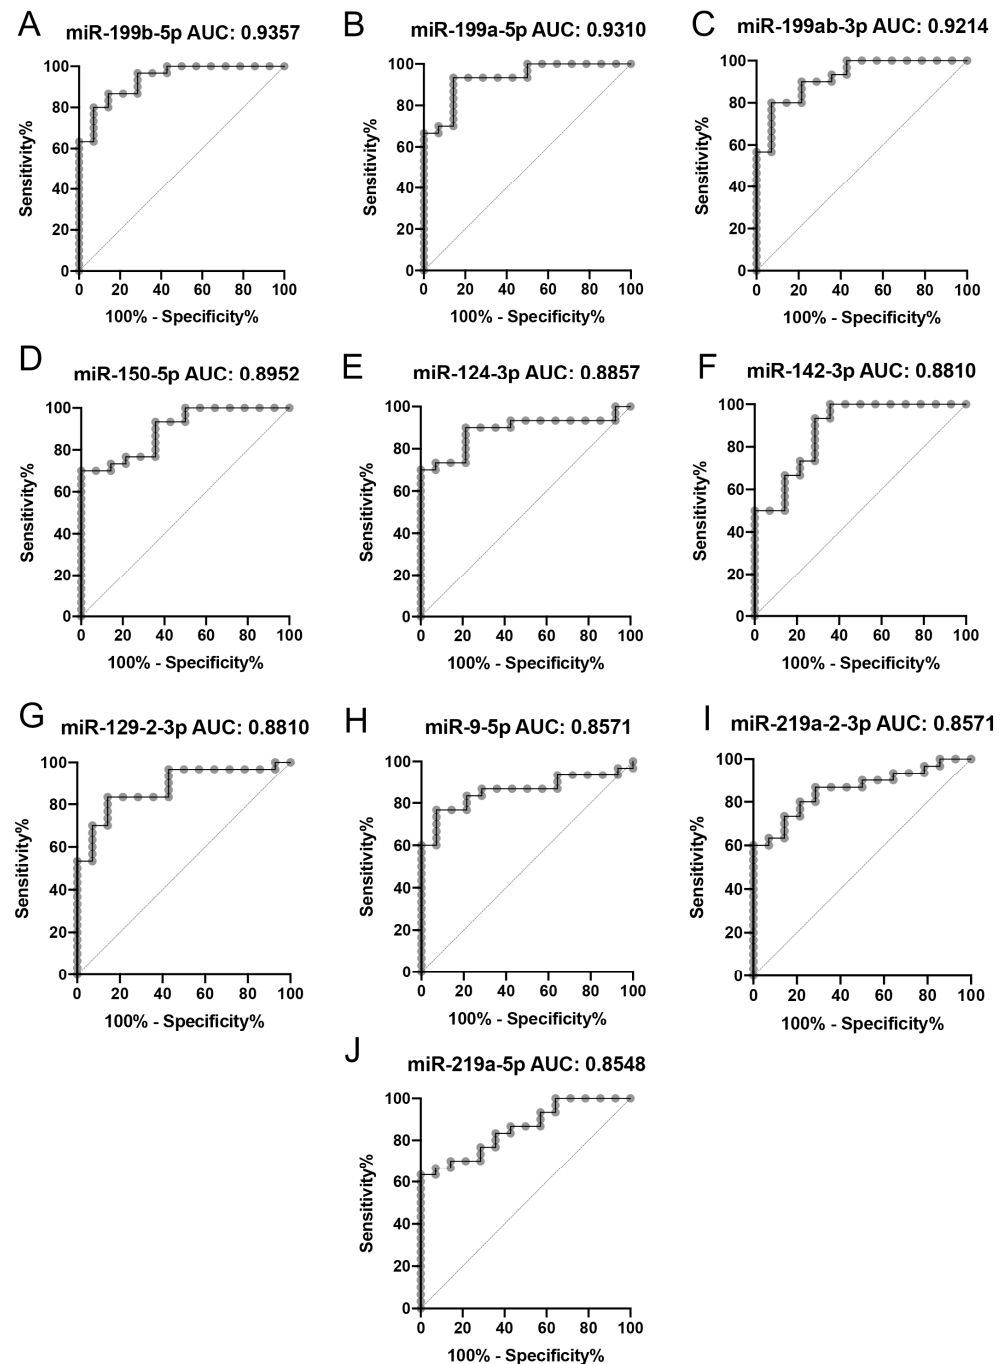 A
miR-199b-5p AUC: 0.9357
100
80
60
40
20
0
Sensitivity%
0 20 40 60 80 100
100% - Specificity%
B
miR-199a-5p AUC: 0.9310
100
80
60
40
20
0
Sensitivity%
0 20 40 60 80 100
100% - Specificity%
C
miR-199ab-3p AUC: 0.9214
100
80
60
40
20
0
Sensitivity%
0 20 40 60 80 100
100% - Specificity%
D
miR-150-5p AUC: 0.8952
100
80
60
40
20
0
Sensitivity%
0 20 40 60 80 100
100% - Specificity%
E
miR-124-3p AUC: 0.8857
100
80
60
40
20
0
Sensitivity%
0 20 40 60 80 100
100% - Specificity%
F
miR-142-3p AUC: 0.8810
100
80
60
40
20
0
Sensitivity%
0 20 40 60 80 100
100% - Specificity%
G
miR-129-2-3p AUC: 0.8810
100
80
60
40
20
0
Sensitivity%
0 20 40 60 80 100
100% - Specificity%
H
miR-9-5p AUC: 0.8571
100
80
60
40
20
0
Sensitivity%
0 20 40 60 80 100
100% - Specificity%
I
miR-219a-2-3p AUC: 0.8571
100
80
60
40
20
0
Sensitivity%
0 20 40 60 80 100
100% - Specificity%
J
miR-219a-5p AUC: 0.8548
100
80
60
40
20
0
Sensitivity%
0 20 40 60 80 100
100% - Specificity%